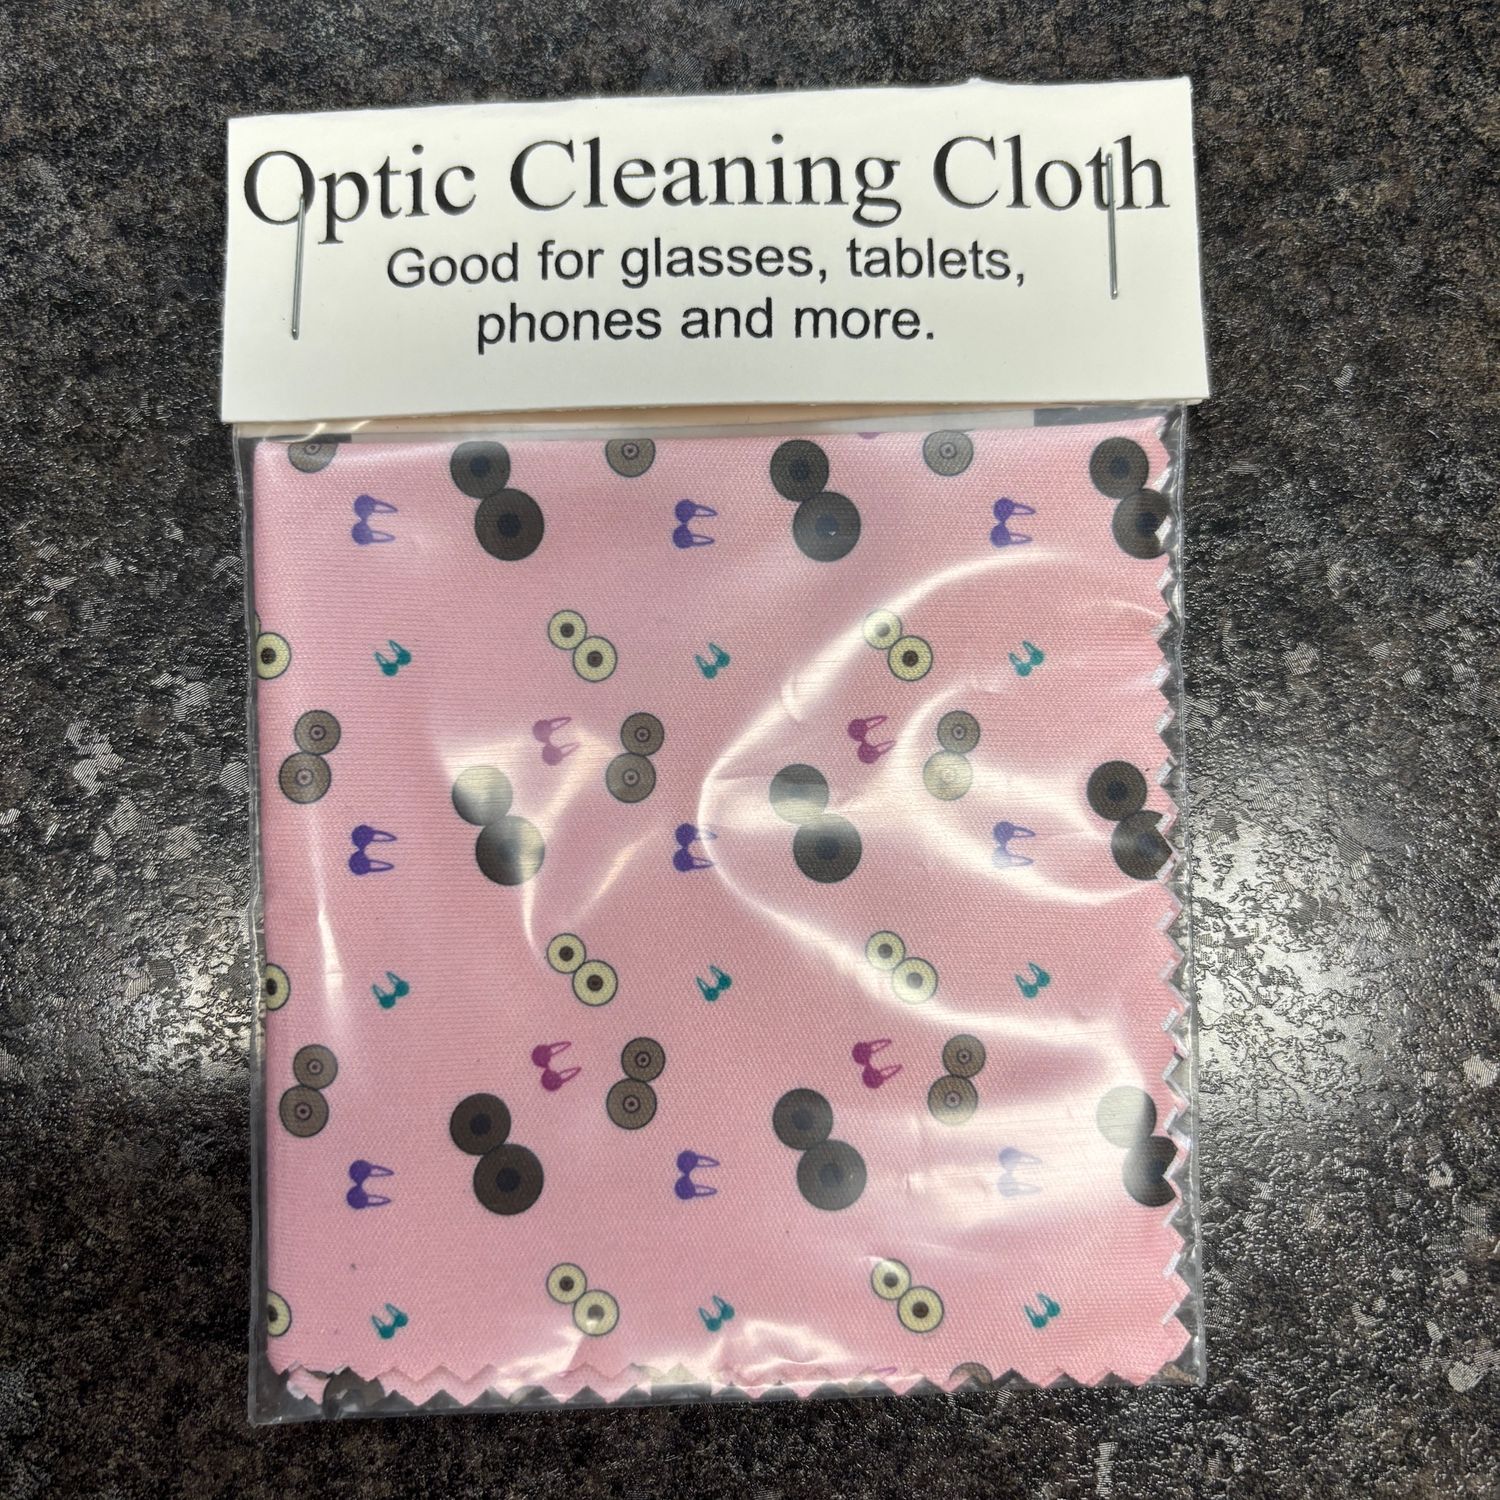 Optic Cleaning Cloth
Good for glasses, tablets,
phones and more.